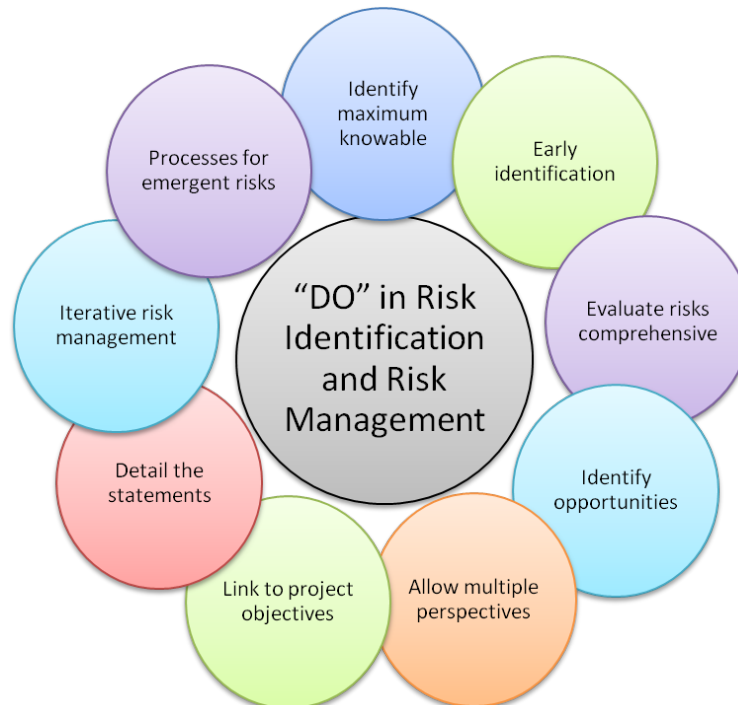 Identify
maximum
knowable
Early
identification
Evaluate risks
comprehensive
Identify
opportunities
Allow multiple
perspectives
Link to project
objectives
Detail the
statements
Iterative risk
management
Processes for
emergent risks
“DO” in Risk
Identification
and Risk
Management